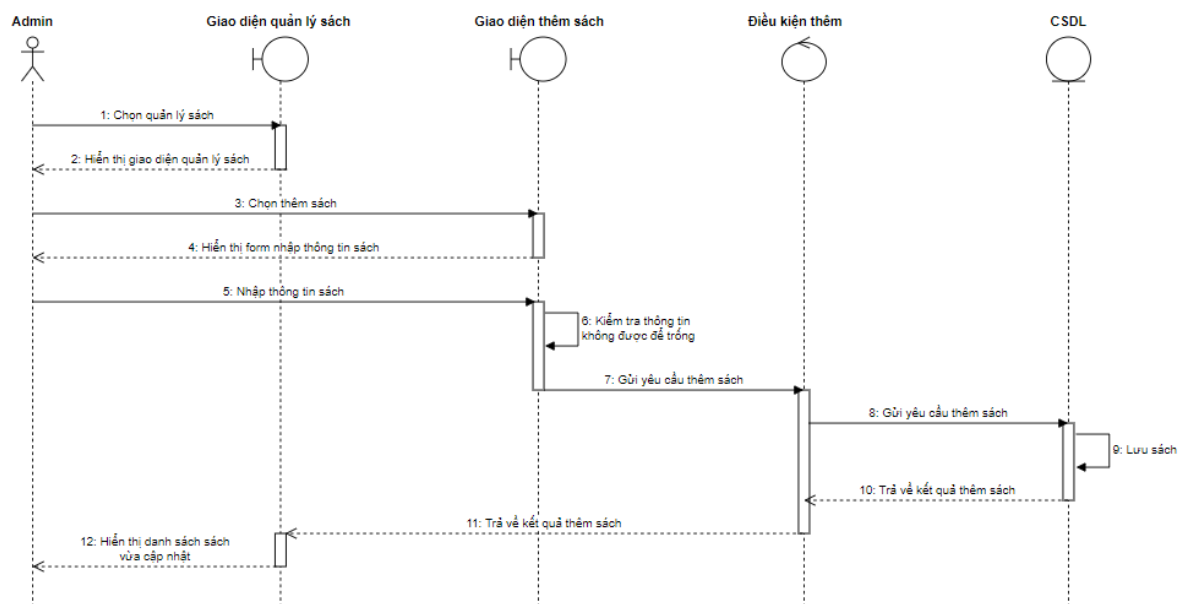 Admin
Giao diện quản lý sách
Giao diện thêm sách
Điều kiện thêm
CSDL
1: Chọn quản lý sách
2: Hiển thị giao diện quản lý sách
3: Chọn thêm sách
4: Hiển thị form nhập thông tin sách
5: Nhập thông tin sách
6: Kiểm tra thông tin
không được để trống
7: Gửi yêu cầu thêm sách
8: Gửi yêu cầu thêm sách
9: Lưu sách
10: Trả về kết quả thêm sách
11: Trả về kết quả thêm sách
12: Hiển thị danh sách sách
vừa cập nhật